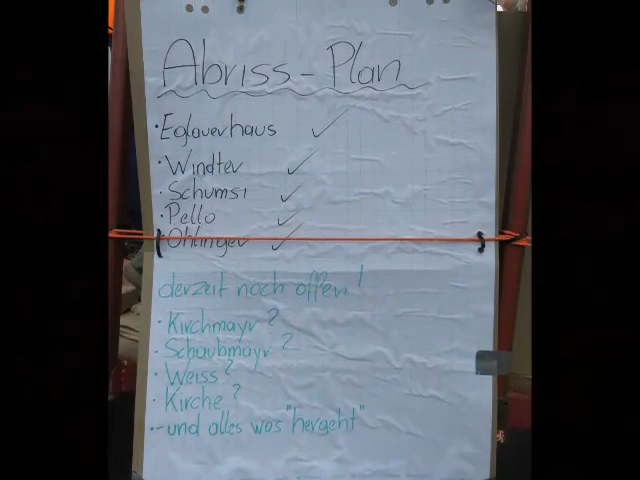 Abriss - Plan
· Eglauerhaus ✓
· Windter ✓
· Schumsi ✓
· Pello ✓
· Ohlinger ✓
derzeit noch offen!
· Kirchmayr?
· Schaubmayr?
· Weiss?
· Kirche?
· - und alles was "hergeht"